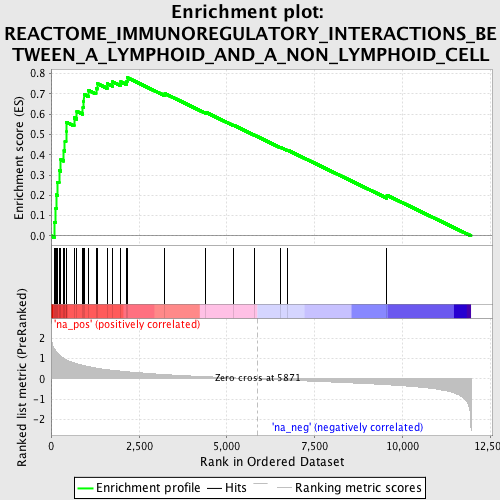 Enrichment plot:
REACTOME_IMMUNOREGULATORY_INTERACTIONS_BE
TWEEN_A_LYMPHOID_AND_A_NON_LYMPHOID_CELL
Enrichment score (ES)
0.8
0.7
0.6
0.5
0.4
0.3
0.2
0.1
0.0
'na_pos' (positively correlated)
Ranked list metric (PreRanked)
2
1
0
-1
-2
Zero cross at 5871
'na_neg' (negatively correlated)
0 2,500 5,000 7,500 10,000 12,50
Rank in Ordered Dataset
Enrichment profile Hits Ranking metric scores